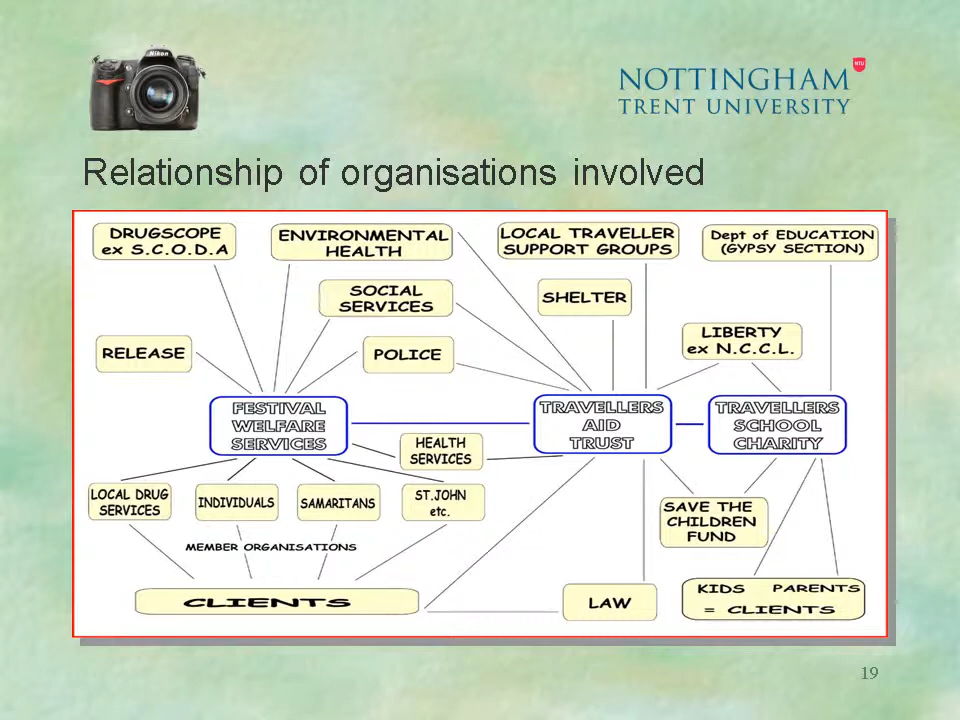 Nikon
NTU
NOTTINGHAM
TRENT UNIVERSITY
Relationship of organisations involved
DRUGSCOPE
ex S.C.O.D.A
ENVIRONMENTAL
HEALTH
LOCAL TRAVELLER
SUPPORT GROUPS
Dept of EDUCATION
(GYPSY SECTION)
SOCIAL
SERVICES
SHELTER
RELEASE
POLICE
LIBERTY
ex N.C.C.L.
FESTIVAL
WELFARE
SERVICES
TRAVELLERS
AID
TRUST
TRAVELLERS
SCHOOL
CHARITY
HEALTH
SERVICES
LOCAL DRUG
SERVICES
INDIVIDUALS
SAMARITANS
ST.JOHN
etc.
SAVE THE
CHILDREN
FUND
MEMBER ORGANISATIONS
CLIENTS
LAW
KIDS PARENTS
= CLIENTS
19